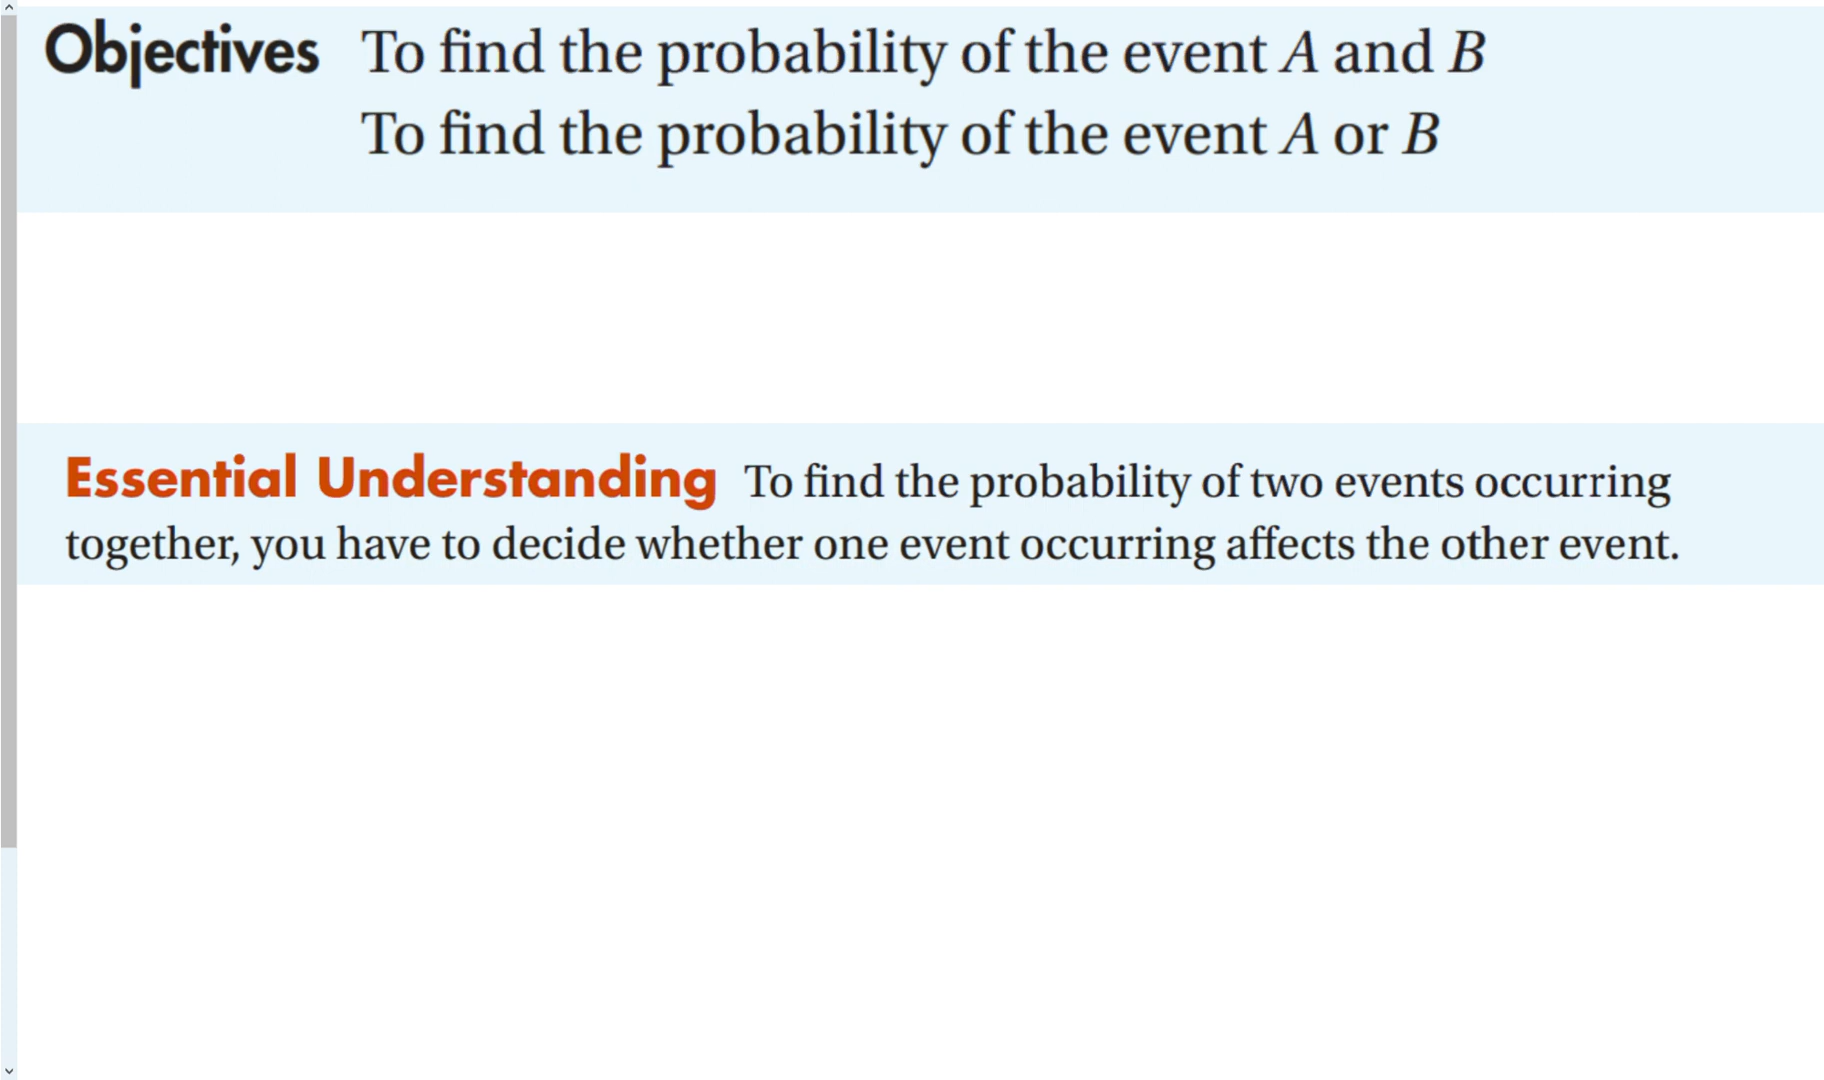 Objectives To find the probability of the event A and B
To find the probability of the event A or B
Essential Understanding To find the probability of two events occurring
together, you have to decide whether one event occurring affects the other event.